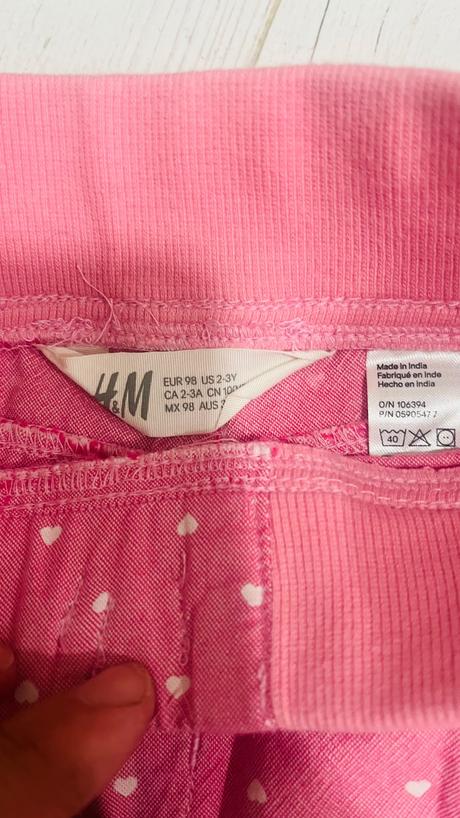 H&M
EUR 98 US 2-3Y
CA 2-3A CN
MX 98 AUS
Made in India
Fabriqué en Inde
Hecho en India
O/N 106394
P/N 0590547
40